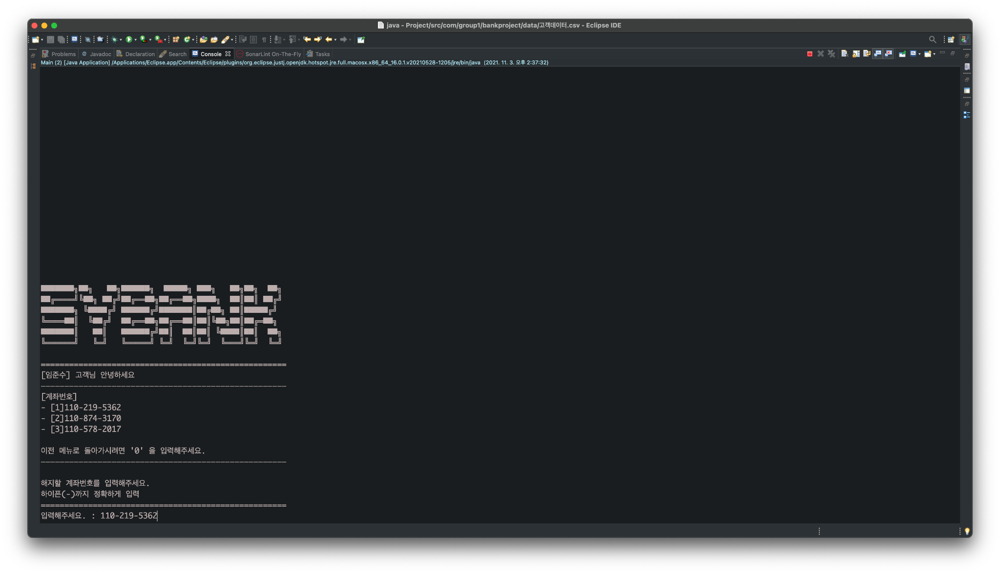 java - Project/src/com/group1/bankproject/data/고객데이터.csv - Eclipse IDE
Problems Javadoc Declaration Search Console SonarLint On-The-Fly Tasks
Main (2) [Java Application] /Applications/Eclipse.app/Contents/Eclipse/plugins/org.eclipse.justj.openjdk.hotspot.jre.full.macosx.x86_64_16.0.1.v20210528-1205/jre/bin/java (2021. 11. 3. 오후 2:37:32)
SYBANK
[임준수] 고객님 안녕하세요
[계좌번호]
- [1]110-219-5362
- [2]110-874-3170
- [3]110-578-2017
이전 메뉴로 돌아가시려면 '0' 을 입력해주세요.
해지할 계좌번호를 입력해주세요.
하이픈(-)까지 정확하게 입력
입력해주세요. : 110-219-5362